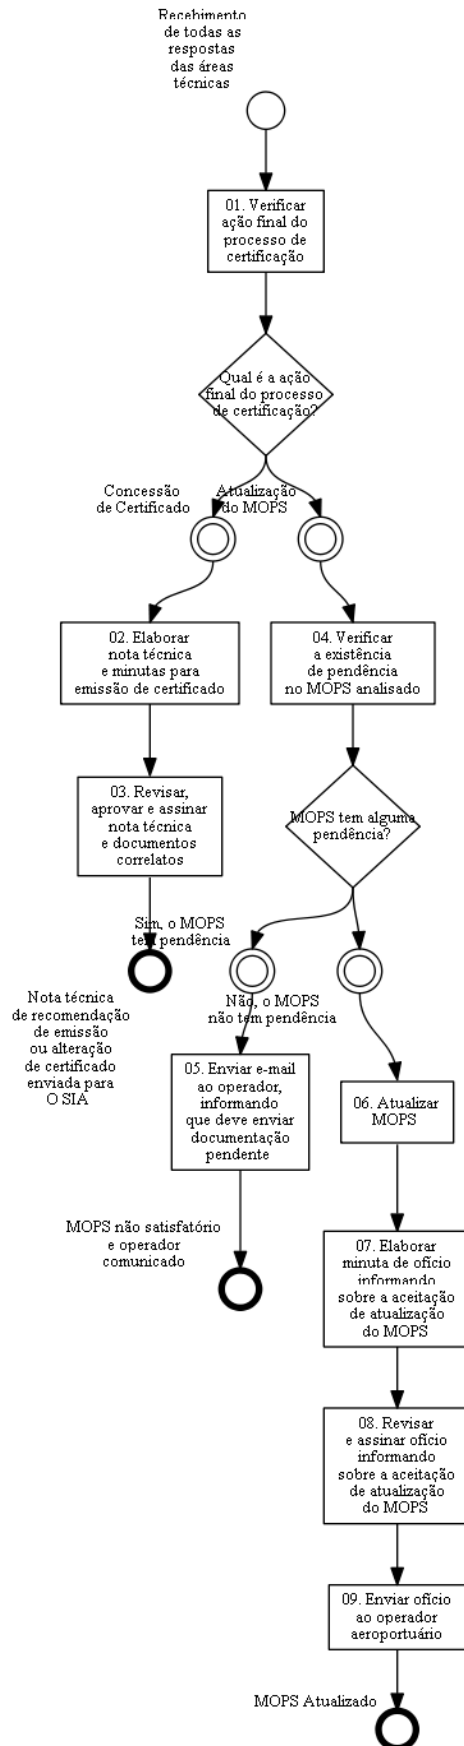 Recebimento
de todas as
respostas
das áreas
técnicas
01. Verificar
ação final do
processo de
certificação
Qual é a ação
final do processo
de certificação?
Concessão
de Certificado
Atualização
do MOPS
02. Elaborar
nota técnica
e minutas para
emissão de certificado
04. Verificar
a existência
de pendência
no MOPS analisado
03. Revisar,
aprovar e assinar
nota técnica
e documentos
correlatos
MOPS tem alguma
pendência?
Sim, o MOPS
tem pendência
Não, o MOPS
não tem pendência
Nota técnica
de recomendação
de emissão
ou alteração
de certificado
enviada para
O SIA
05. Enviar e-mail
ao operador,
informando
que deve enviar
documentação
pendente
06. Atualizar
MOPS
MOPS não satisfatório
e operador
comunicado
07. Elaborar
minuta de ofício
informando
sobre a aceitação
de atualização
do MOPS
08. Revisar
e assinar ofício
informando
sobre a aceitação
de atualização
do MOPS
09. Enviar ofício
ao operador
aeroportuário
MOPS Atualizado